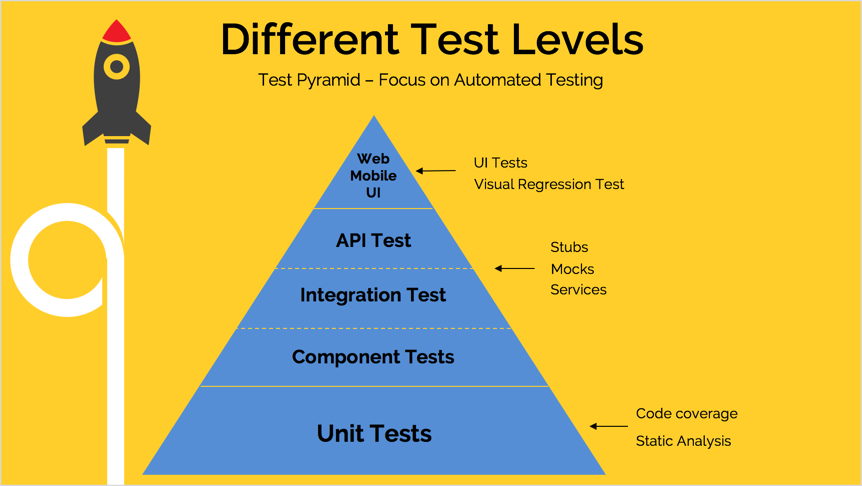 Different Test Levels
Test Pyramid – Focus on Automated Testing
Web
Mobile
UI
UI Tests
Visual Regression Test
API Test
Stubs
Mocks
Services
Integration Test
Component Tests
Unit Tests
Code coverage
Static Analysis